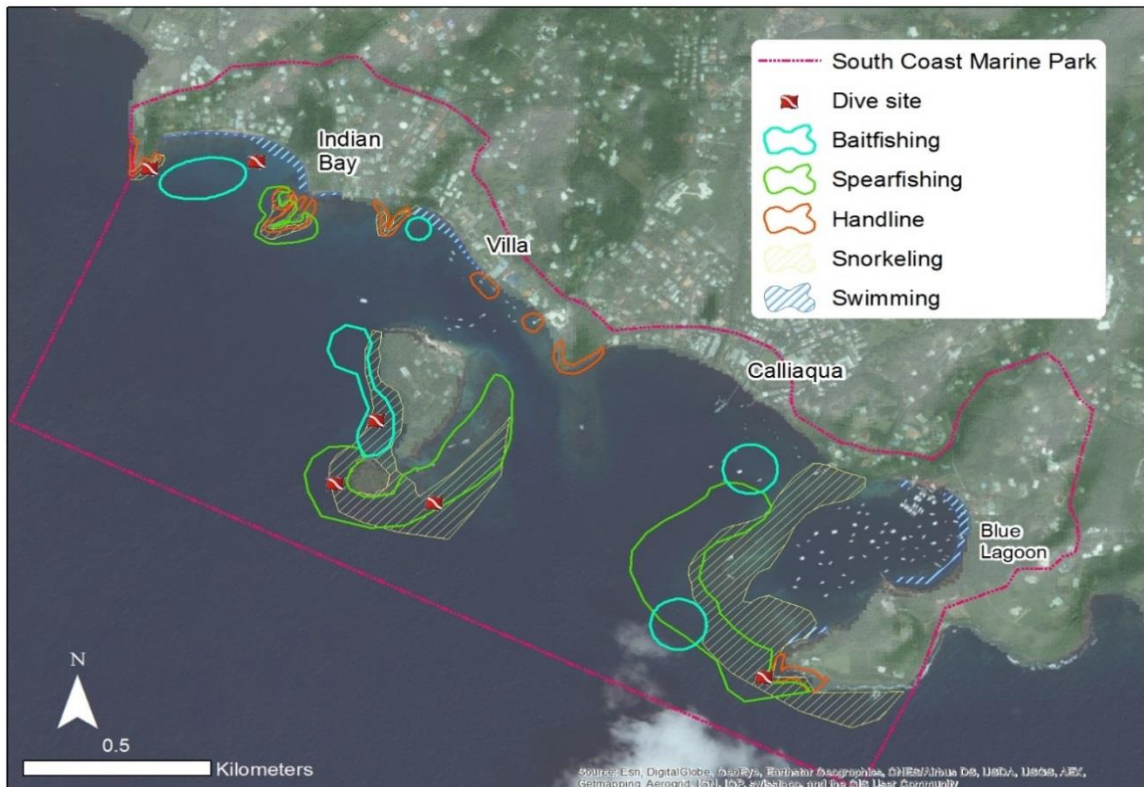 South Coast Marine Park
Dive site
Baitfishing
Spearfishing
Handline
Snorkeling
Swimming
Indian
Bay
Villa
Calliaqua
Blue
Lagoon
N
0.5
Kilometers
Source: Esri, DigitalGlobe, GeoEye, Earthstar Geographics, CNES/Airbus DS, USDA, USGS, AEX,
Getmapping, Aerogrid, IGN, IGP, swisstopo, and the GIS User Community